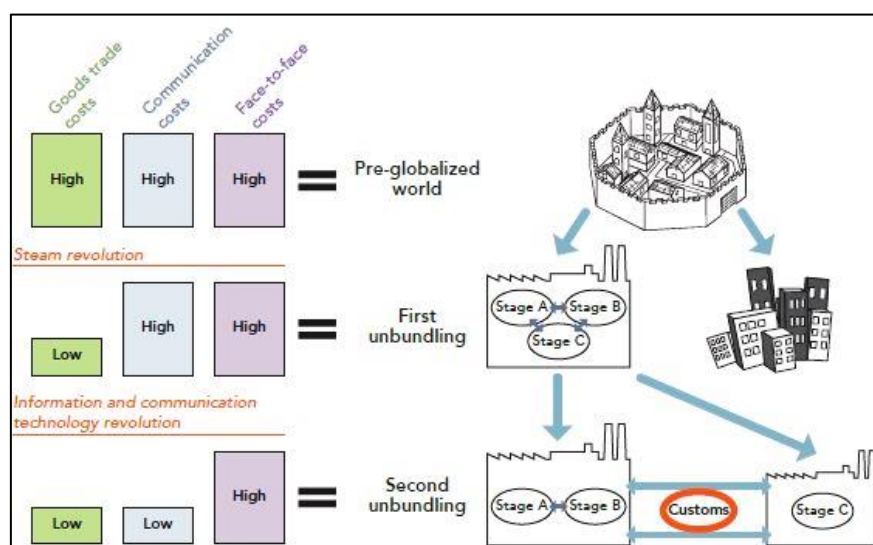 Goods trade
costs
Communication
costs
Face-to-face
costs
High
High
High
=
Pre-globalized
world
Steam revolution
Low
High
High
=
First
unbundling
Stage A
Stage B
Stage C
Information and communication
technology revolution
Low
Low
High
=
Second
unbundling
Stage A
Stage B
Customs
Stage C